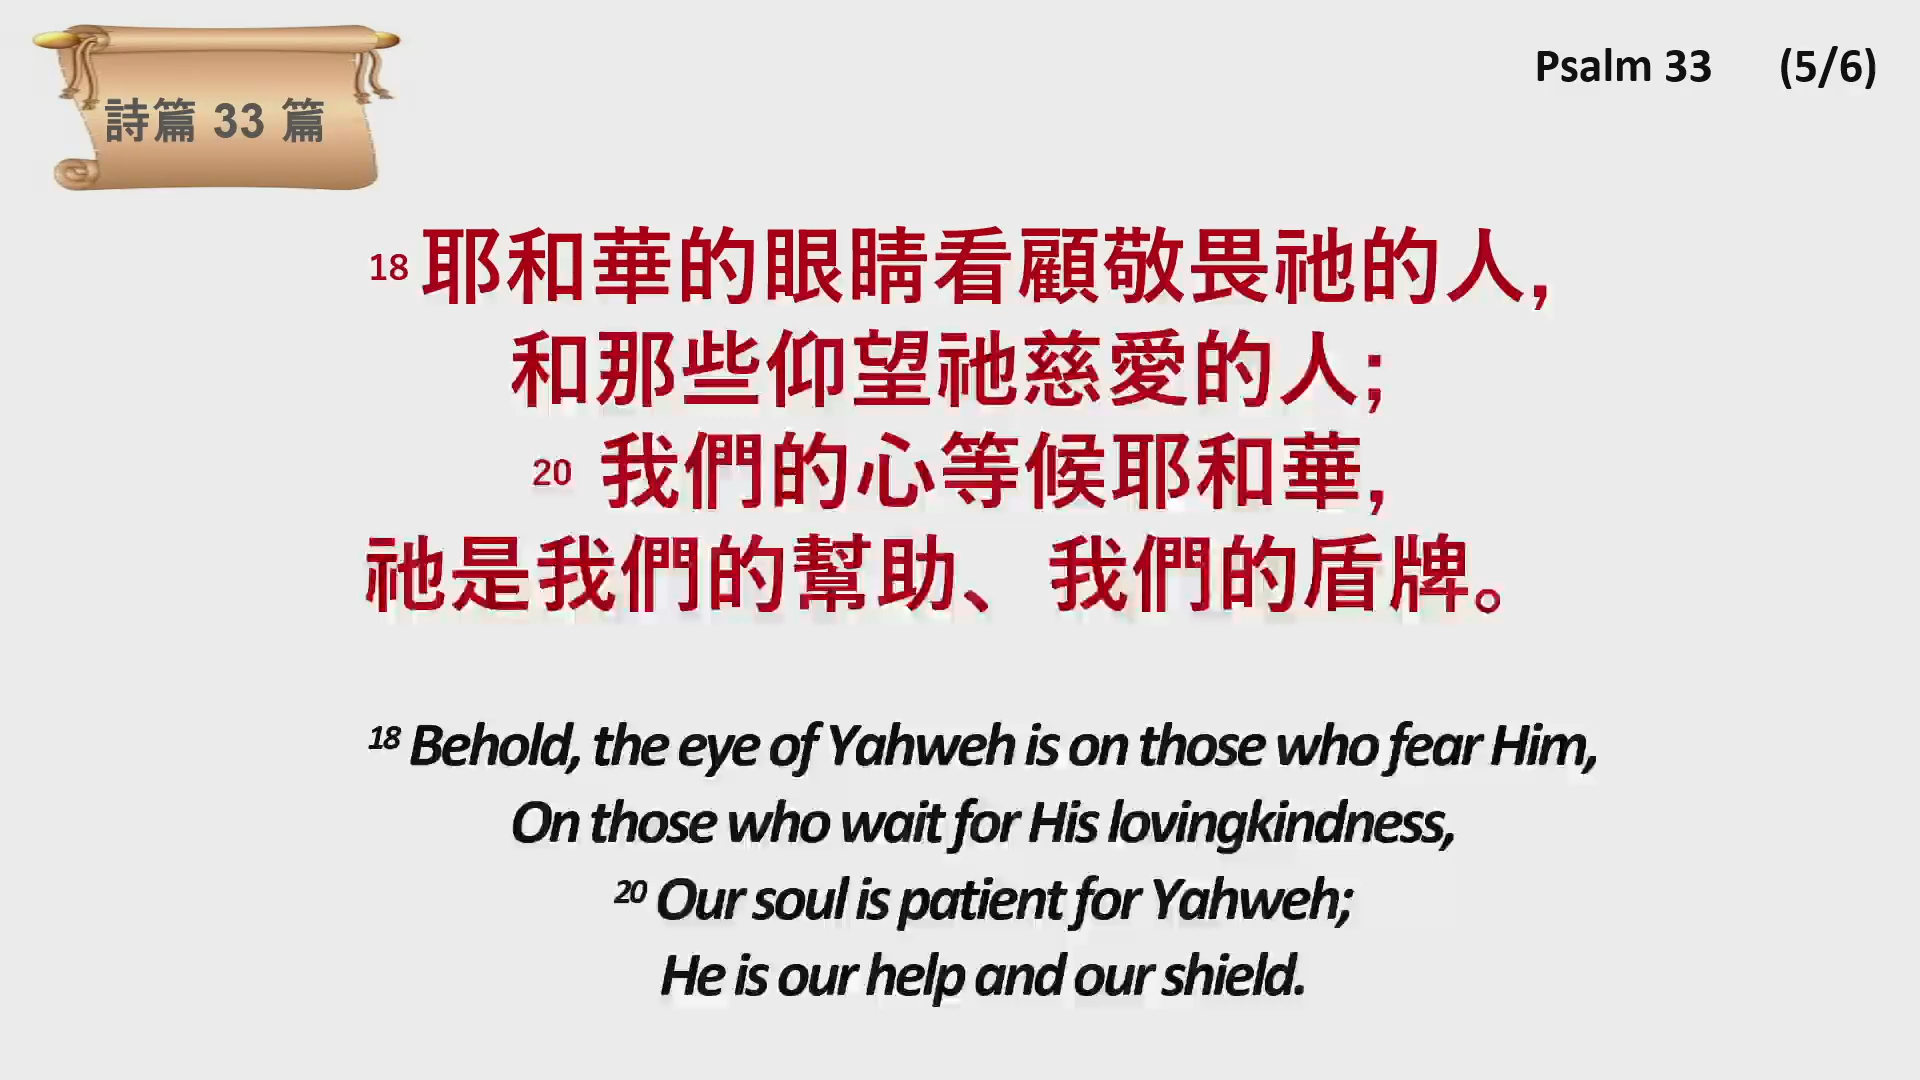 詩篇 33 篇
Psalm 33 (5/6)
18 耶和華的眼睛看顧敬畏祂的人,
和那些仰望祂慈愛的人;
20 我們的心等候耶和華,
祂是我們的幫助、我們的盾牌。
18 Behold, the eye of Yahweh is on those who fear Him,
On those who wait for His lovingkindness,
20 Our soul is patient for Yahweh;
He is our help and our shield.